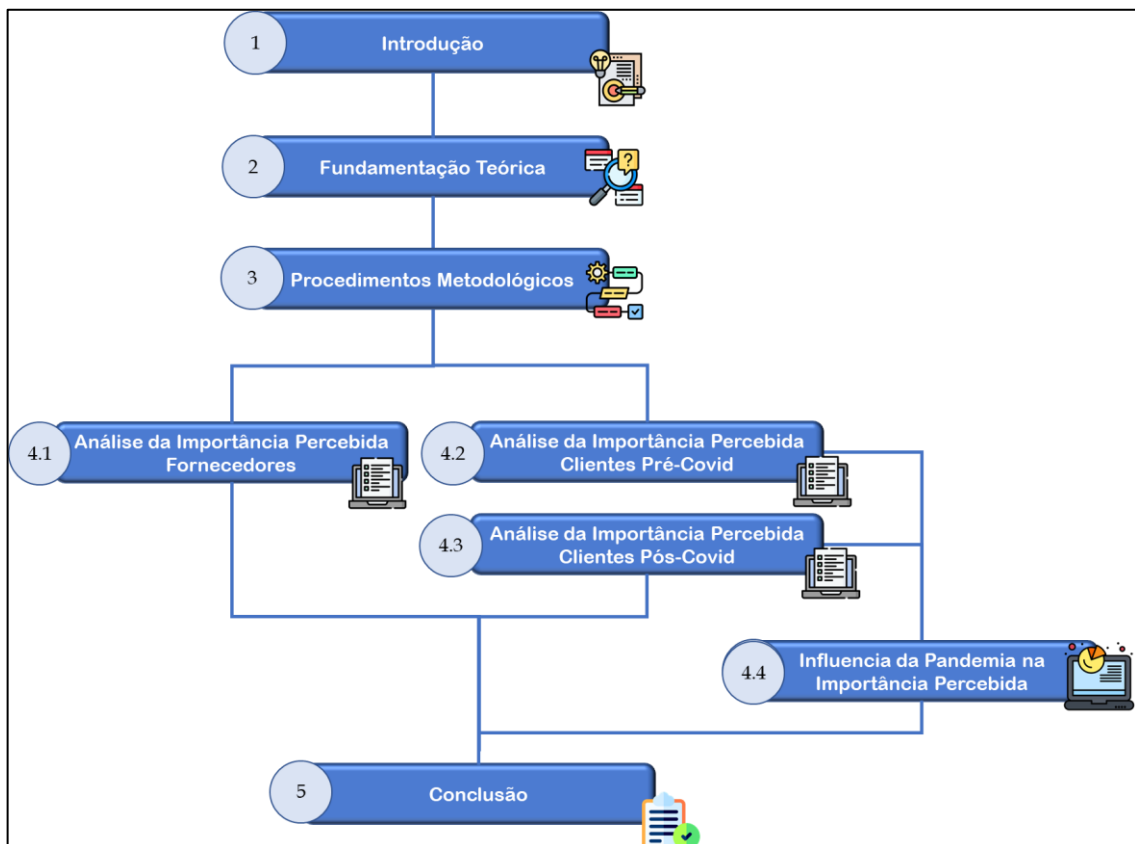 1
Introdução
2
Fundamentação Teórica
?
3
Procedimentos Metodológicos
4.1
Análise da Importância Percebida
Fornecedores
4.2
Análise da Importância Percebida
Clientes Pré-Covid
4.3
Análise da Importância Percebida
Clientes Pós-Covid
4.4
Influencia da Pandemia na
Importância Percebida
5
Conclusão